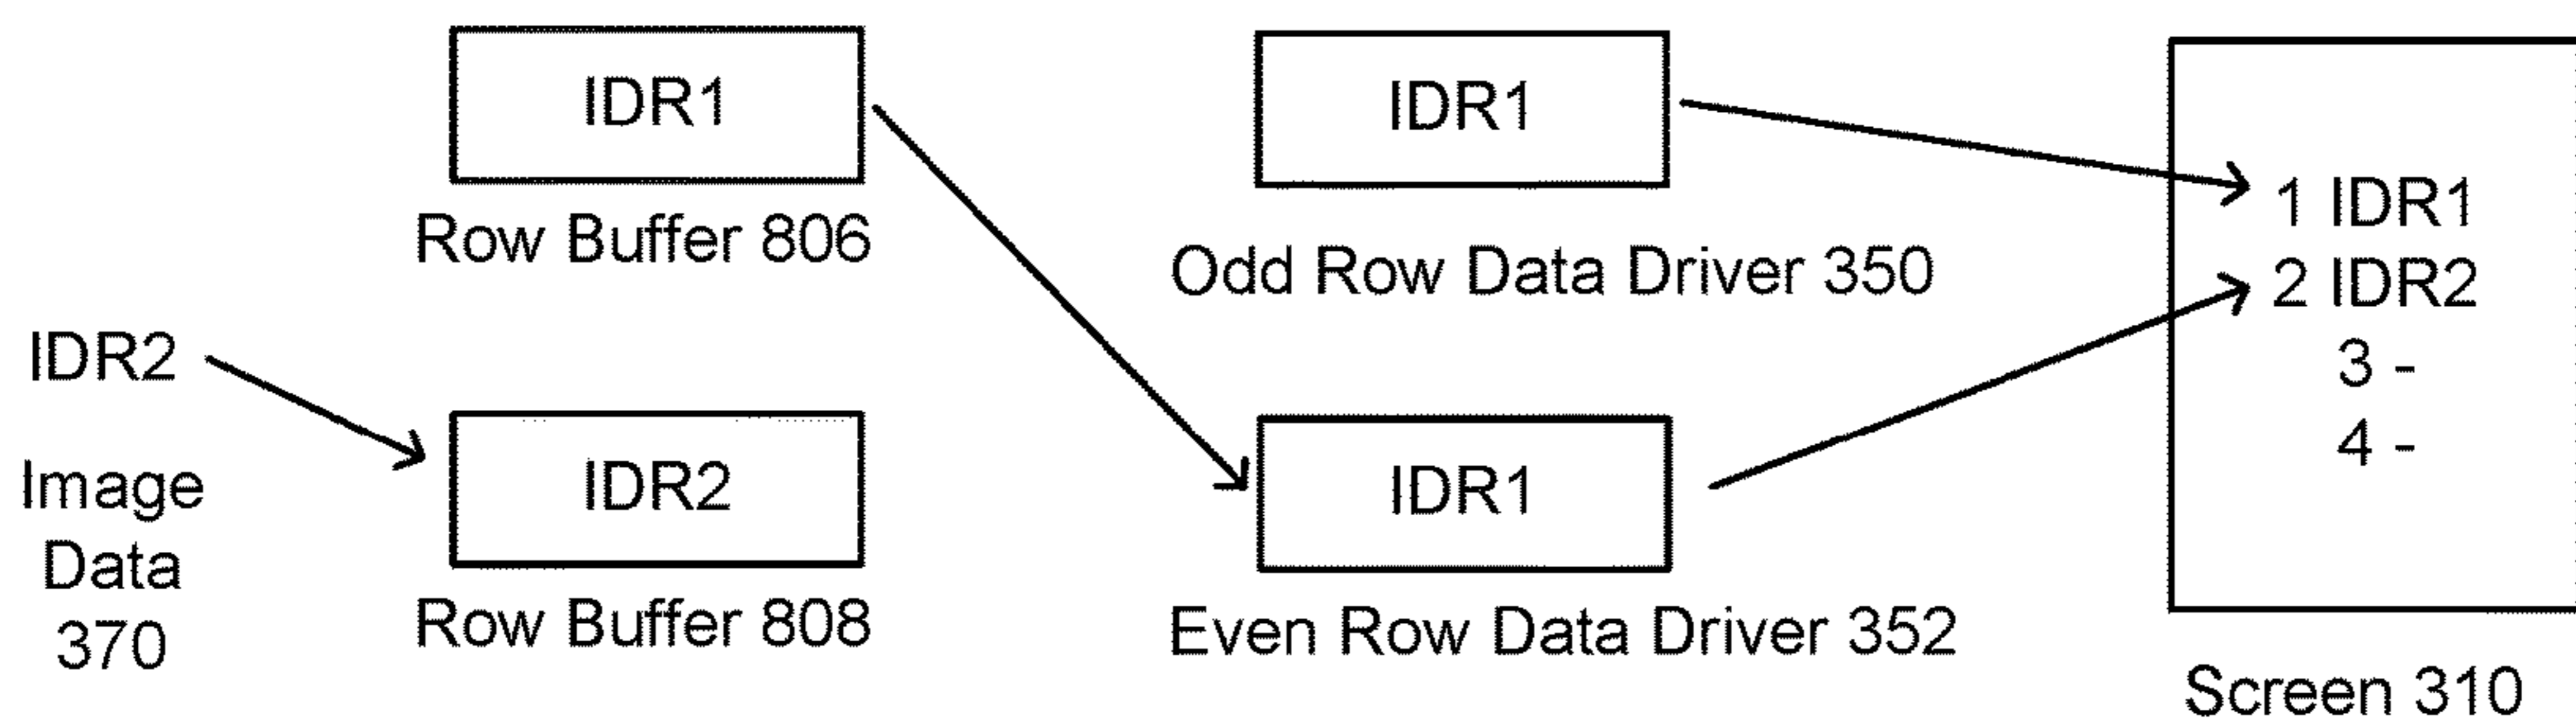 IDR1
Row Buffer 806
IDR1
Odd Row Data Driver 350
IDR2
Image
Data
370
IDR2
Row Buffer 808
IDR1
Even Row Data Driver 352
1 IDR1
2 IDR2
3 -
4 -
Screen 310